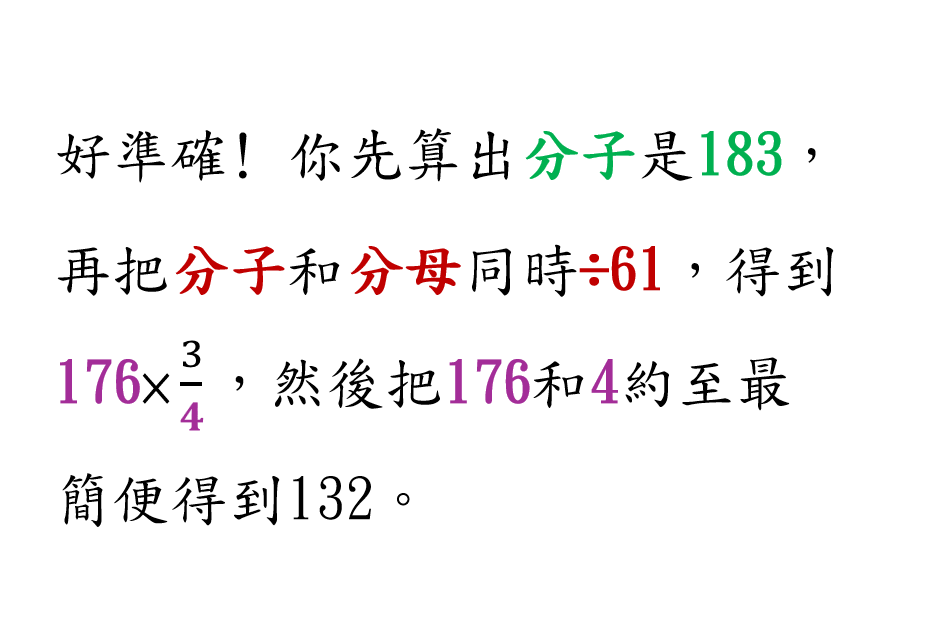 好準確! 你先算出分子是183，
再把分子和分母同時÷61，得到
176×3/4，然後把176和4約至最
簡便得到132。